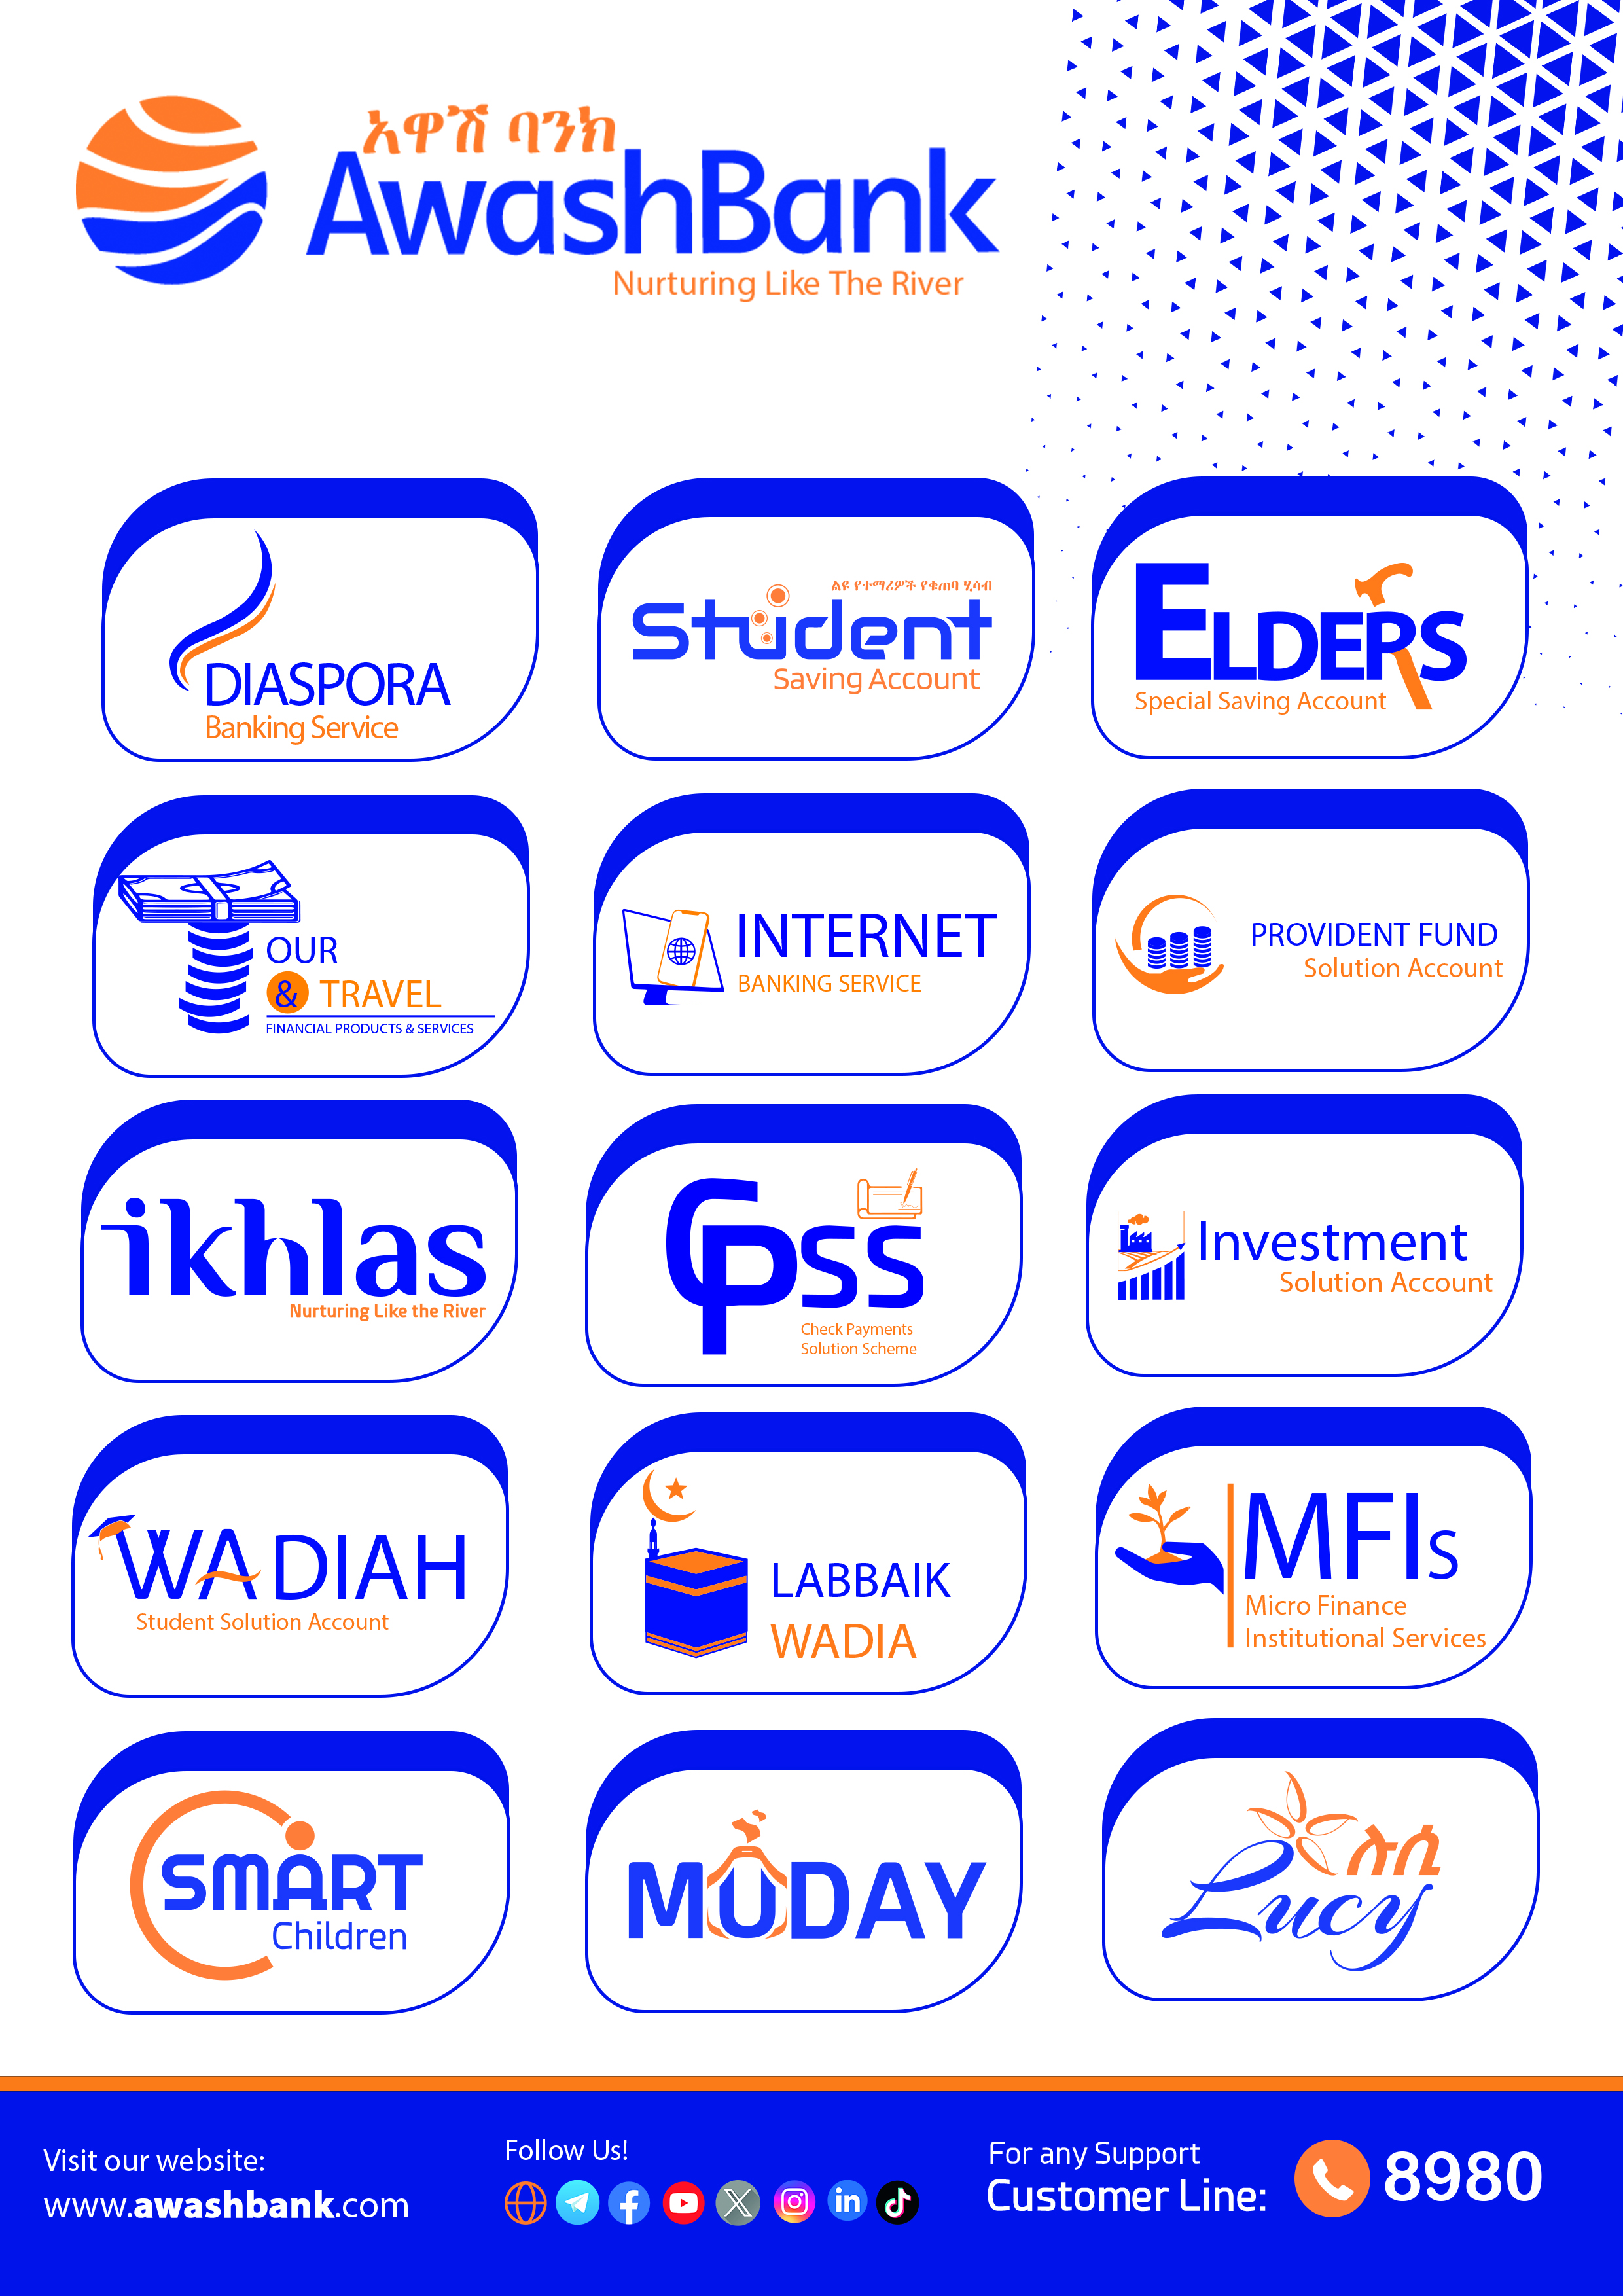 አዋሽ ባንክ
AwashBank
Nurturing Like The River
DIASPORA
Banking Service
ልዩ የተማሪዎች የቁጠባ ሂሳብ
Student
Saving Account
ELDERS
Special Saving Account
TOUR
& TRAVEL
FINANCIAL PRODUCTS & SERVICES
INTERNET
BANKING SERVICE
PROVIDENT FUND
Solution Account
ikhlas
Nurturing Like the River
CPSS
Check Payments
Solution Scheme
Investment
Solution Account
WADIAH
Student Solution Account
LABBAIK
WADIA
MFIs
Micro Finance
Institutional Services
SMART
Children
MUDAY
ሉሲ
Lucy
Visit our website:
www.awashbank.com
Follow Us!
For any Support
Customer Line:
8980